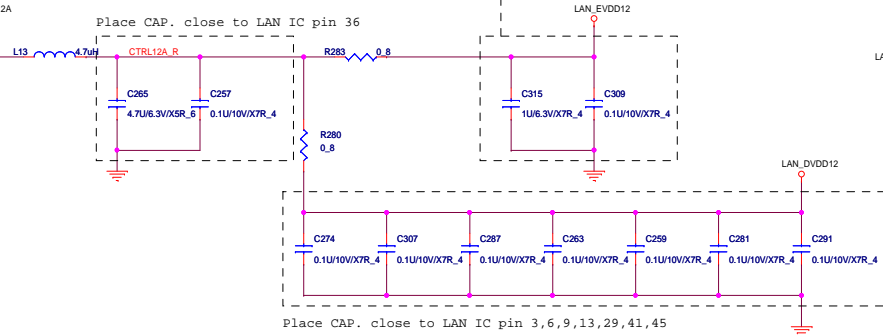 2A
LAN_EVDD12
Place CAP. close to LAN IC pin 36
L13
4.7uH
CTRL12A_R
R283
0_8
LA
C265
4.7U/6.3V/X5R_6
C257
0.1U/10V/X7R_4
C315
1U/6.3V/X7R_4
C309
0.1U/10V/X7R_4
R280
0_8
LAN_DVDD12
C274
0.1U/10V/X7R_4
C307
0.1U/10V/X7R_4
C287
0.1U/10V/X7R_4
C263
0.1U/10V/X7R_4
C259
0.1U/10V/X7R_4
C281
0.1U/10V/X7R_4
C291
0.1U/10V/X7R_4
Place CAP. close to LAN IC pin 3,6,9,13,29,41,45